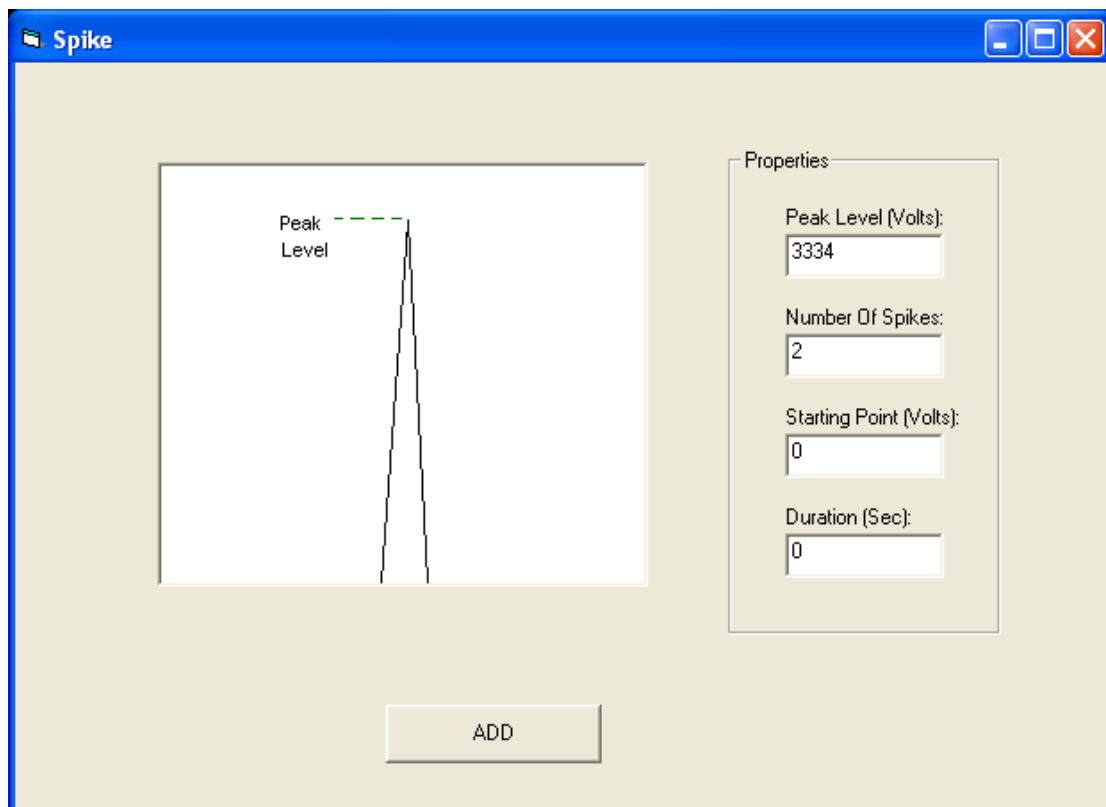 Spike
Peak
Level
Properties
Peak Level (Volts):
3334
Number Of Spikes:
2
Starting Point (Volts):
0
Duration (Sec):
0
ADD